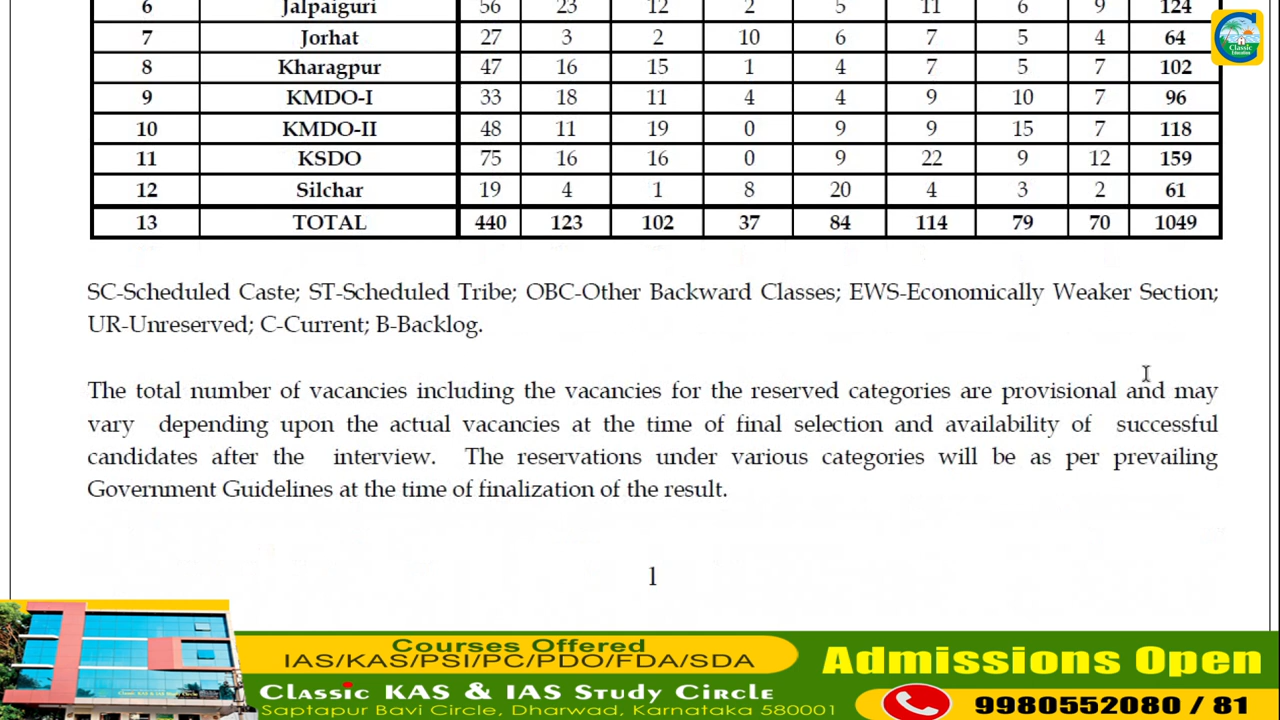 6 Jalpaiguri 56 23 12 2 5 11 6 9 124
7 Jorhat 27 3 2 10 6 7 5 4 64
8 Kharagpur 47 16 15 1 4 7 5 7 102
9 KMDO-I 33 18 11 4 4 9 10 7 96
10 KMDO-II 48 11 19 0 9 9 15 7 118
11 KSDO 75 16 16 0 9 22 9 12 159
12 Silchar 19 4 1 8 20 4 3 2 61
13 TOTAL 440 123 102 37 84 114 79 70 1049
Classic
Education
SC-Scheduled Caste; ST-Scheduled Tribe; OBC-Other Backward Classes; EWS-Economically Weaker Section;
UR-Unreserved; C-Current; B-Backlog.
The total number of vacancies including the vacancies for the reserved categories are provisional and may
vary depending upon the actual vacancies at the time of final selection and availability of successful
candidates after the interview. The reservations under various categories will be as per prevailing
Government Guidelines at the time of finalization of the result.
1
Courses Offered
IAS/KAS/PSI/PC/PDO/FDA/SDA
Classic KAS & IAS Study Circle
Saptapur Bavi Circle, Dharwad, Karnataka 580001
Admissions Open
9980552080 / 81